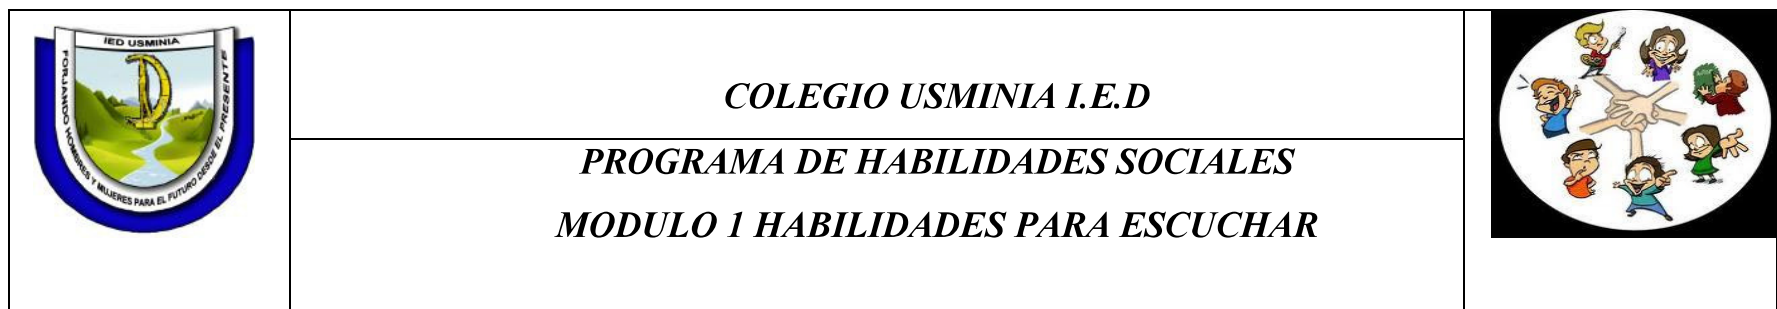 IED USMINIA
FORJANDO HOMBRES Y MUJERES PARA EL FUTURO DESDE EL PRESENTE
COLEGIO USMINIA I.E.D
PROGRAMA DE HABILIDADES SOCIALES
MODULO 1 HABILIDADES PARA ESCUCHAR